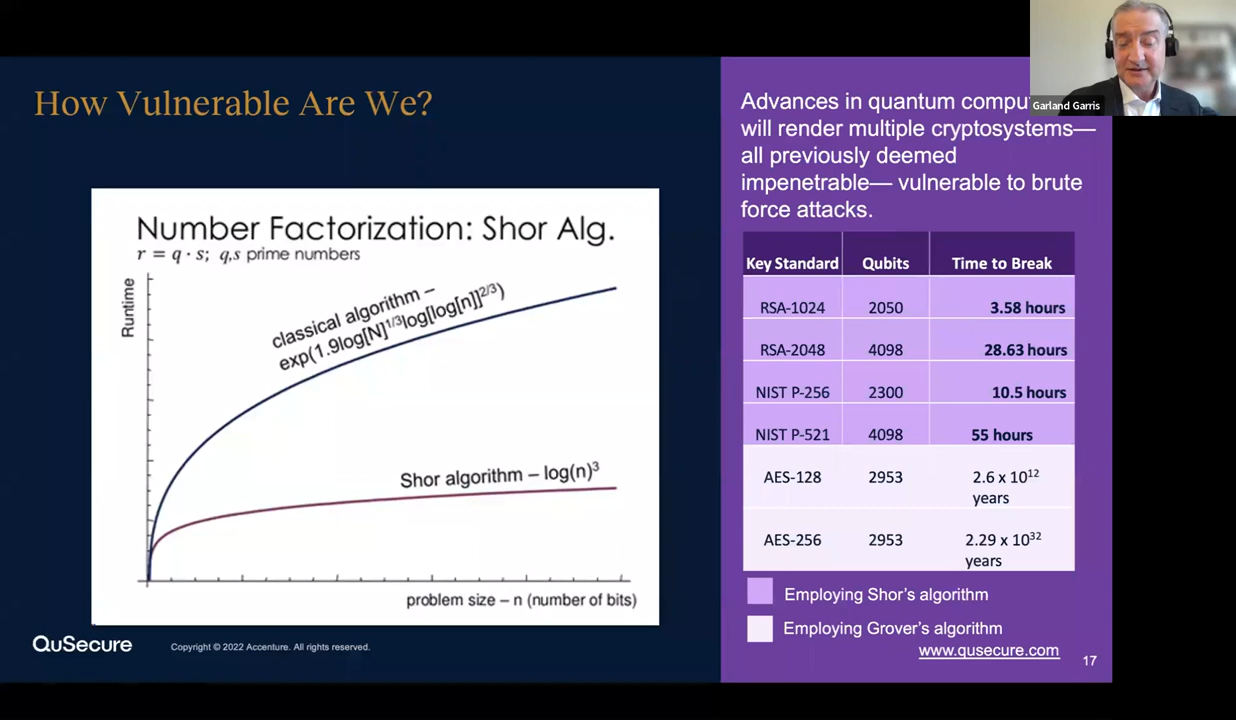 How Vulnerable Are We?
Number Factorization: Shor Alg.
r = q · s; q,s prime numbers
Runtime
classical algorithm –
exp(1.9log[N]^1/3 log[log[n]]^2/3)
Shor algorithm – log(n)^3
problem size – n (number of bits)
QuSecure
Copyright © 2022 Accenture. All rights reserved.
Garland Garris
Advances in quantum compu
will render multiple cryptosystems—
all previously deemed
impenetrable— vulnerable to brute
force attacks.
Key Standard Qubits Time to Break
RSA-1024 2050 3.58 hours
RSA-2048 4098 28.63 hours
NIST P-256 2300 10.5 hours
NIST P-521 4098 55 hours
AES-128 2953 2.6 x 10^12
years
AES-256 2953 2.29 x 10^32
years
Employing Shor's algorithm
Employing Grover's algorithm
www.qusecure.com
17